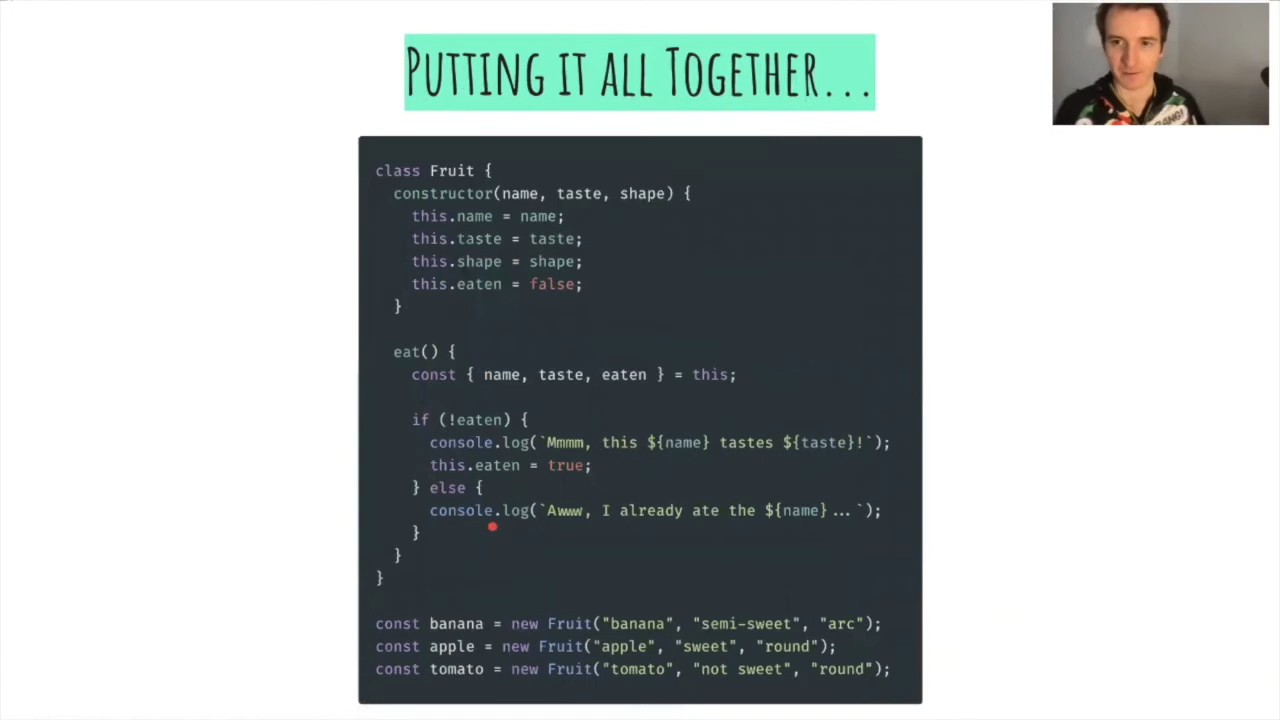 PUTTING IT ALL TOGETHER...
class Fruit {
constructor(name, taste, shape) {
this.name = name;
this.taste = taste;
this.shape = shape;
this.eaten = false;
}
eat() {
const { name, taste, eaten } = this;
if (!eaten) {
console.log(`Mmmm, this ${name} tastes ${taste}!`);
this.eaten = true;
} else {
console.log(`Awww, I already ate the ${name}...`);
}
}
}
const banana = new Fruit("banana", "semi-sweet", "arc");
const apple = new Fruit("apple", "sweet", "round");
const tomato = new Fruit("tomato", "not sweet", "round");